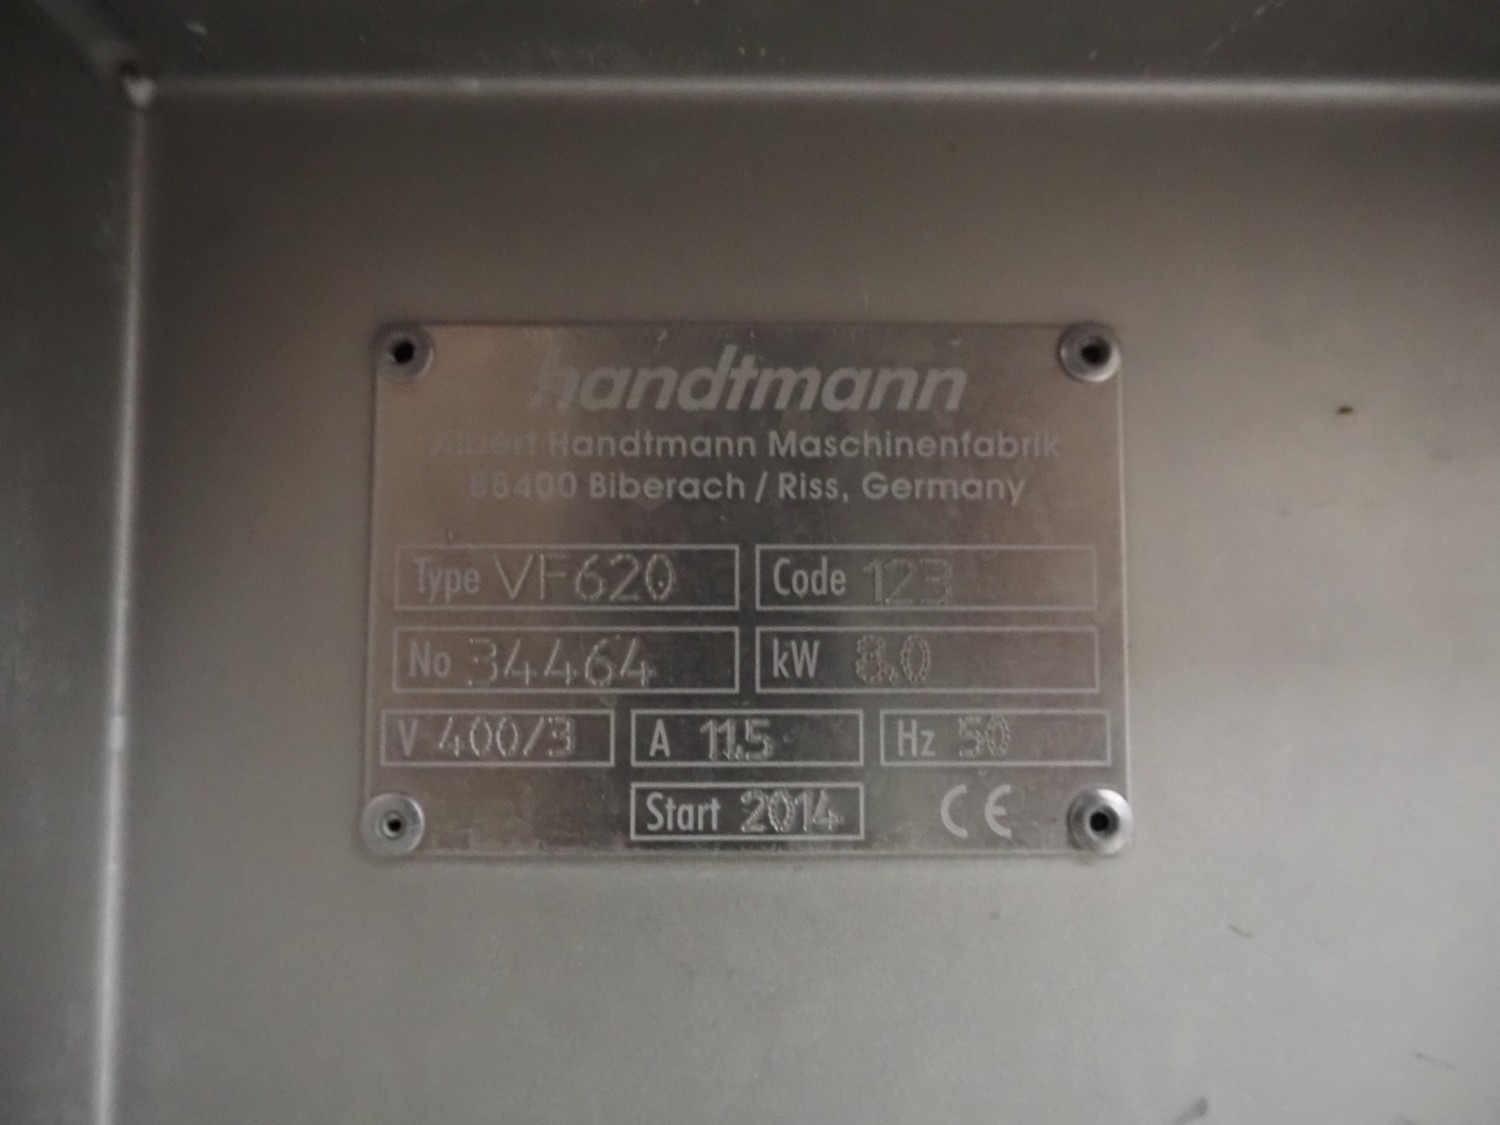 handtmann
Albert Handtmann Maschinenfabrik
88400 Biberach / Riss, Germany
Type VF620 Code 123
No 34464 kW 8.0
V 400/3 A 11.5 Hz 50
Start 2014 CE